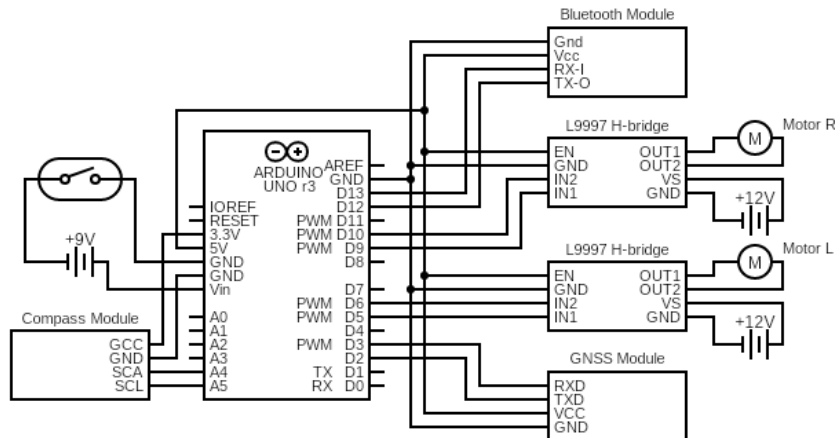 Bluetooth Module
Gnd
Vcc
RX-I
TX-O
L9997 H-bridge
Motor R
EN
GND
IN2
IN1
OUT1
OUT2
VS
GND
M
+12V
ARDUINO
UNO r3
AREF
GND
D13
D12
PWM D11
PWM D10
PWM D9
D8
D7
PWM D6
PWM D5
D4
PWM D3
D2
TX D1
RX D0
IOREF
RESET
3.3V
5V
GND
GND
Vin
A0
A1
A2
A3
A4
A5
+9V
L9997 H-bridge
Motor L
EN
GND
IN2
IN1
OUT1
OUT2
VS
GND
M
+12V
Compass Module
GCC
GND
SCA
SCL
GNSS Module
RXD
TXD
VCC
GND